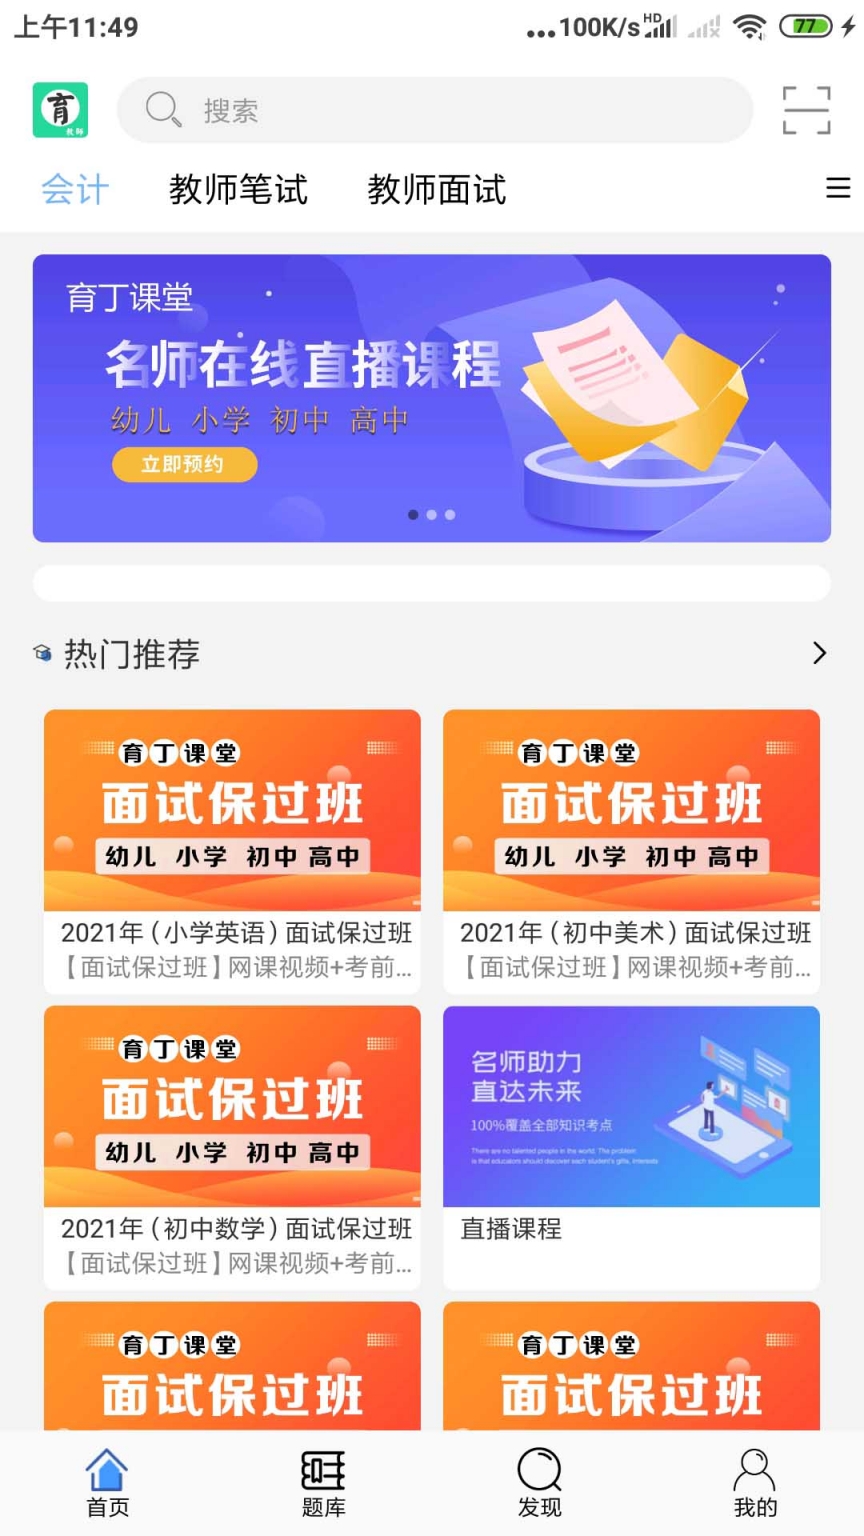 上午11:49
...100K/s HD 77
育
教师
搜索
会计 教师笔试 教师面试
育丁课堂
名师在线直播课程
幼儿 小学 初中 高中
立即预约
热门推荐
育丁课堂
面试保过班
幼儿 小学 初中 高中
2021年（小学英语）面试保过班
【面试保过班】网课视频+考前...
育丁课堂
面试保过班
幼儿 小学 初中 高中
2021年（初中美术）面试保过班
【面试保过班】网课视频+考前...
育丁课堂
面试保过班
幼儿 小学 初中 高中
2021年（初中数学）面试保过班
【面试保过班】网课视频+考前...
名师助力
直达未来
100%覆盖全部知识考点
There are no talented people in the world. The problem
is that educators should discover each student's gifts, interests
直播课程
育丁课堂
面试保过班
育丁课堂
面试保过班
首页 题库 发现 我的